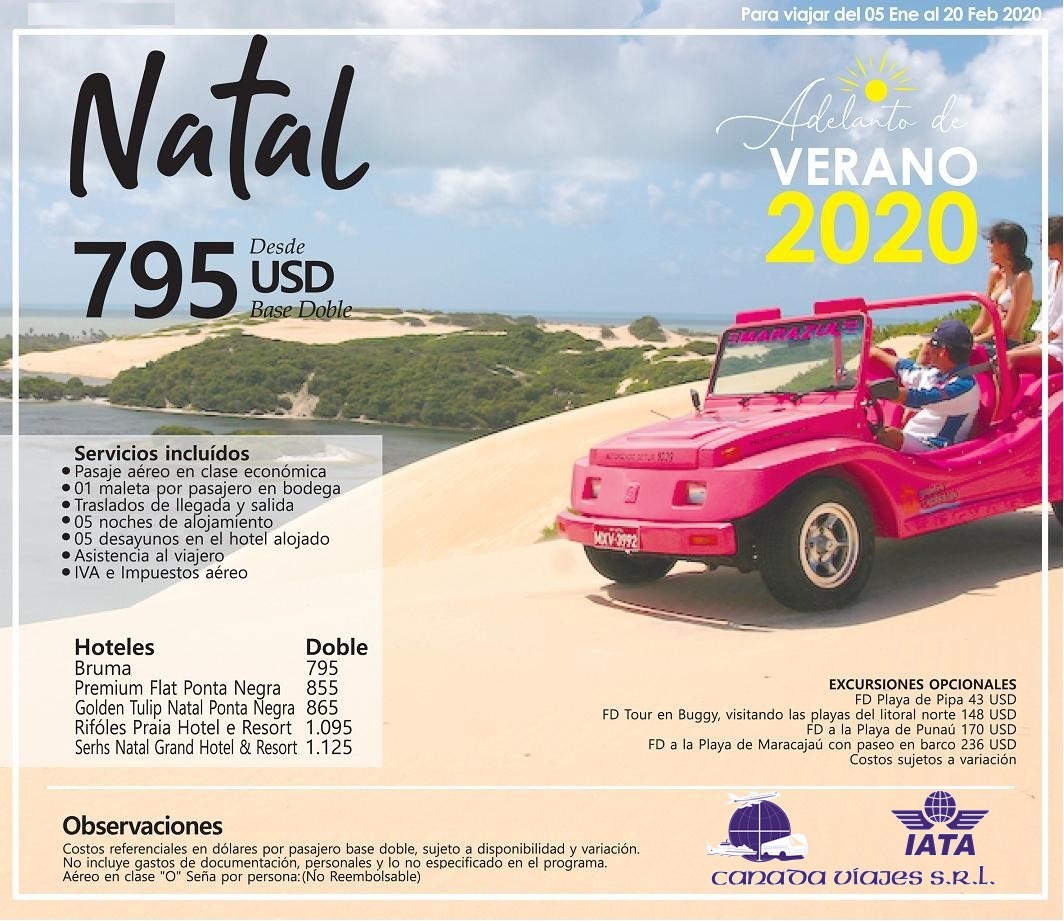 Para viajar del 05 Ene al 20 Feb 2020.
Natal
Adelanto de
VERANO
2020
795 Desde
USD
Base Doble
MARAZUL
MXV-3992
Servicios incluídos
• Pasaje aéreo en clase económica
• 01 maleta por pasajero en bodega
• Traslados de llegada y salida
• 05 noches de alojamiento
• 05 desayunos en el hotel alojado
• Asistencia al viajero
• IVA e Impuestos aéreo
Hoteles Doble
Bruma 795
Premium Flat Ponta Negra 855
Golden Tulip Natal Ponta Negra 865
Rifóles Praia Hotel e Resort 1.095
Serhs Natal Grand Hotel & Resort 1.125
EXCURSIONES OPCIONALES
FD Playa de Pipa 43 USD
FD Tour en Buggy, visitando las playas del litoral norte 148 USD
FD a la Playa de Punaú 170 USD
FD a la Playa de Maracajaú con paseo en barco 236 USD
Costos sujetos a variación
Observaciones
Costos referenciales en dólares por pasajero base doble, sujeto a disponibilidad y variación.
No incluye gastos de documentación, personales y lo no especificado en el programa.
Aéreo en clase "O" Seña por persona:(No Reembolsable)
CANADA VIAJES S.R.L.
IATA